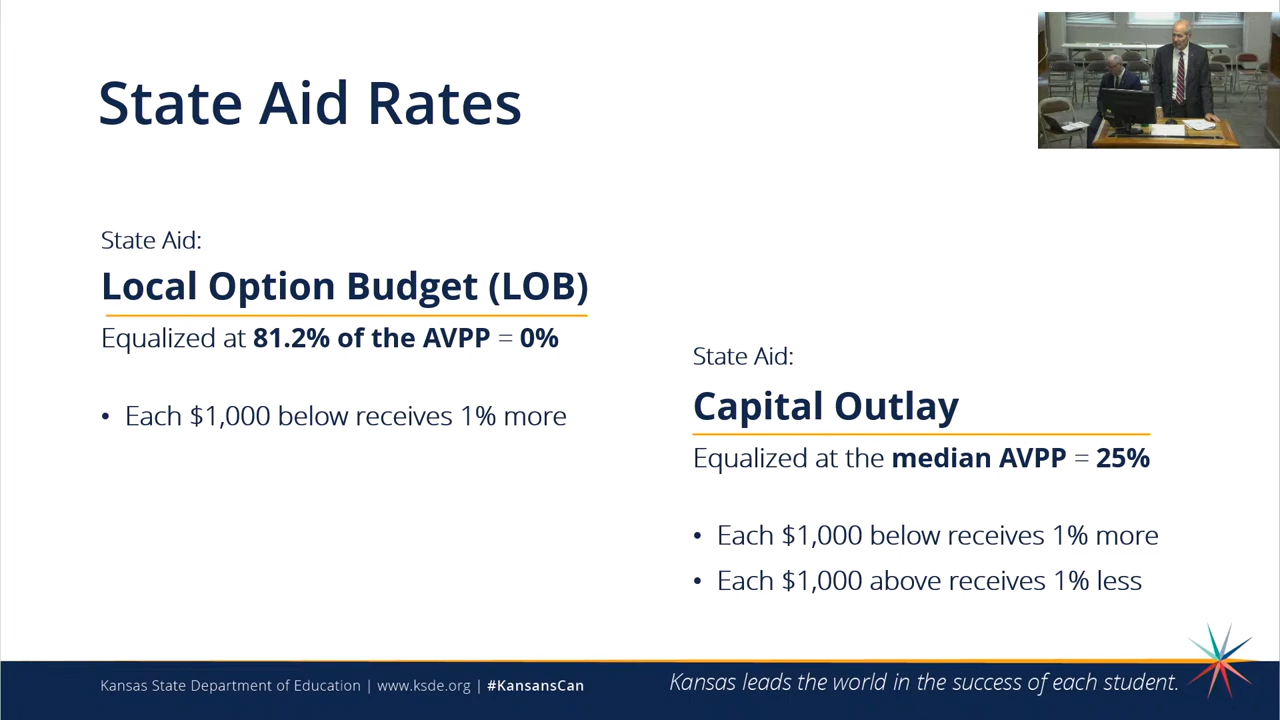 State Aid Rates
State Aid:
Local Option Budget (LOB)
Equalized at 81.2% of the AVPP = 0%
• Each $1,000 below receives 1% more
State Aid:
Capital Outlay
Equalized at the median AVPP = 25%
• Each $1,000 below receives 1% more
• Each $1,000 above receives 1% less
Kansas State Department of Education | www.ksde.org | #KansansCan
Kansas leads the world in the success of each student.